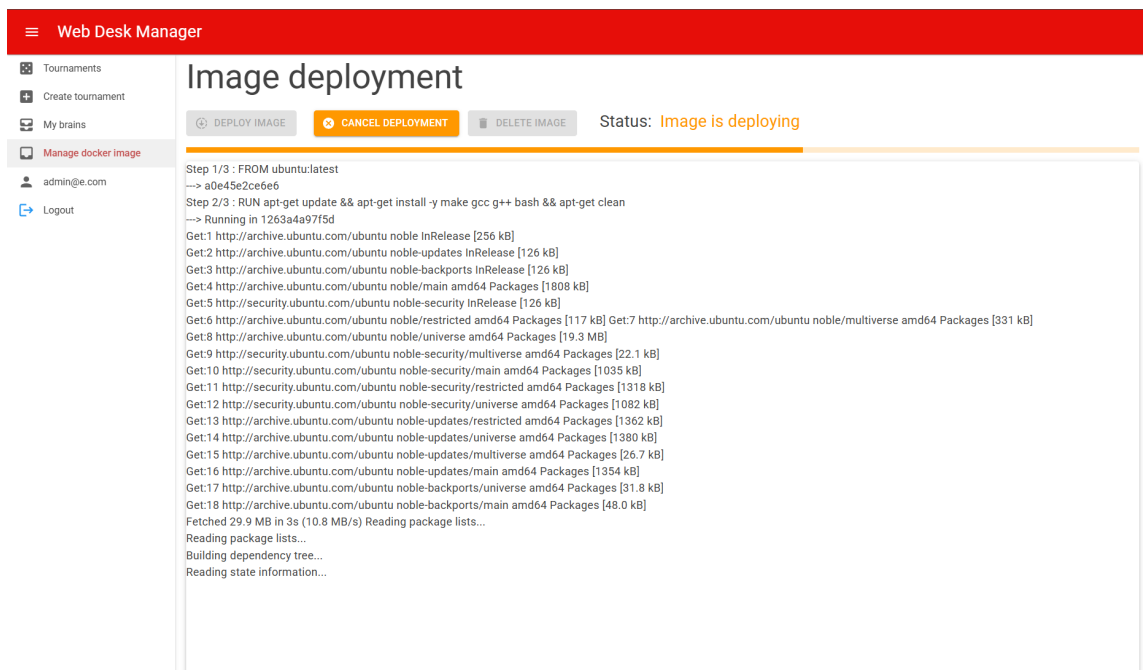 Web Desk Manager
Tournaments
Create tournament
My brains
Manage docker image
admin@e.com
Logout
Image deployment
DEPLOY IMAGE
CANCEL DEPLOYMENT
DELETE IMAGE
Status: Image is deploying
Step 1/3 : FROM ubuntu:latest
---> a0e45e2ce6e6
Step 2/3 : RUN apt-get update && apt-get install -y make gcc g++ bash && apt-get clean
---> Running in 1263a4a97f5d
Get:1 http://archive.ubuntu.com/ubuntu noble InRelease [256 kB]
Get:2 http://archive.ubuntu.com/ubuntu noble-updates InRelease [126 kB]
Get:3 http://archive.ubuntu.com/ubuntu noble-backports InRelease [126 kB]
Get:4 http://archive.ubuntu.com/ubuntu noble/main amd64 Packages [1808 kB]
Get:5 http://security.ubuntu.com/ubuntu noble-security InRelease [126 kB]
Get:6 http://archive.ubuntu.com/ubuntu noble/restricted amd64 Packages [117 kB] Get:7 http://archive.ubuntu.com/ubuntu noble/multiverse amd64 Packages [331 kB]
Get:8 http://archive.ubuntu.com/ubuntu noble/universe amd64 Packages [19.3 MB]
Get:9 http://security.ubuntu.com/ubuntu noble-security/multiverse amd64 Packages [22.1 kB]
Get:10 http://security.ubuntu.com/ubuntu noble-security/main amd64 Packages [1035 kB]
Get:11 http://security.ubuntu.com/ubuntu noble-security/restricted amd64 Packages [1318 kB]
Get:12 http://security.ubuntu.com/ubuntu noble-security/universe amd64 Packages [1082 kB]
Get:13 http://archive.ubuntu.com/ubuntu noble-updates/restricted amd64 Packages [1362 kB]
Get:14 http://archive.ubuntu.com/ubuntu noble-updates/universe amd64 Packages [1380 kB]
Get:15 http://archive.ubuntu.com/ubuntu noble-updates/multiverse amd64 Packages [26.7 kB]
Get:16 http://archive.ubuntu.com/ubuntu noble-updates/main amd64 Packages [1354 kB]
Get:17 http://archive.ubuntu.com/ubuntu noble-backports/universe amd64 Packages [31.8 kB]
Get:18 http://archive.ubuntu.com/ubuntu noble-backports/main amd64 Packages [48.0 kB]
Fetched 29.9 MB in 3s (10.8 MB/s) Reading package lists...
Reading package lists...
Building dependency tree...
Reading state information...